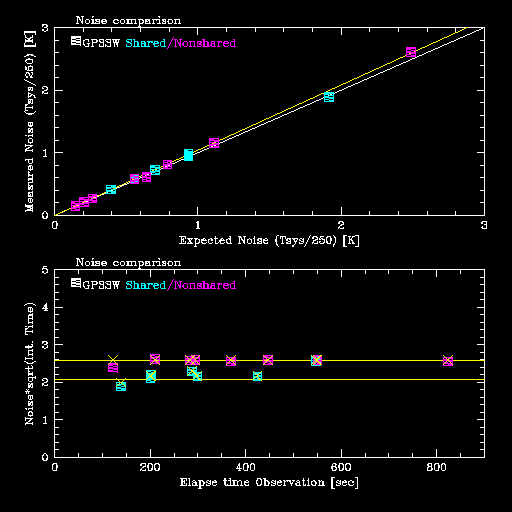 Noise comparison
3
GPSSW Shared/Nonshared
2
1
0
Measured Noise (Tsys/250) [K]
0 1 2 3
Expected Noise (Tsys/250) [K]
Noise comparison
5
GPSSW Shared/Nonshared
4
3
2
1
0
Noise*sqrt(Int. Time)
0 200 400 600 800
Elapse time Observation [sec]